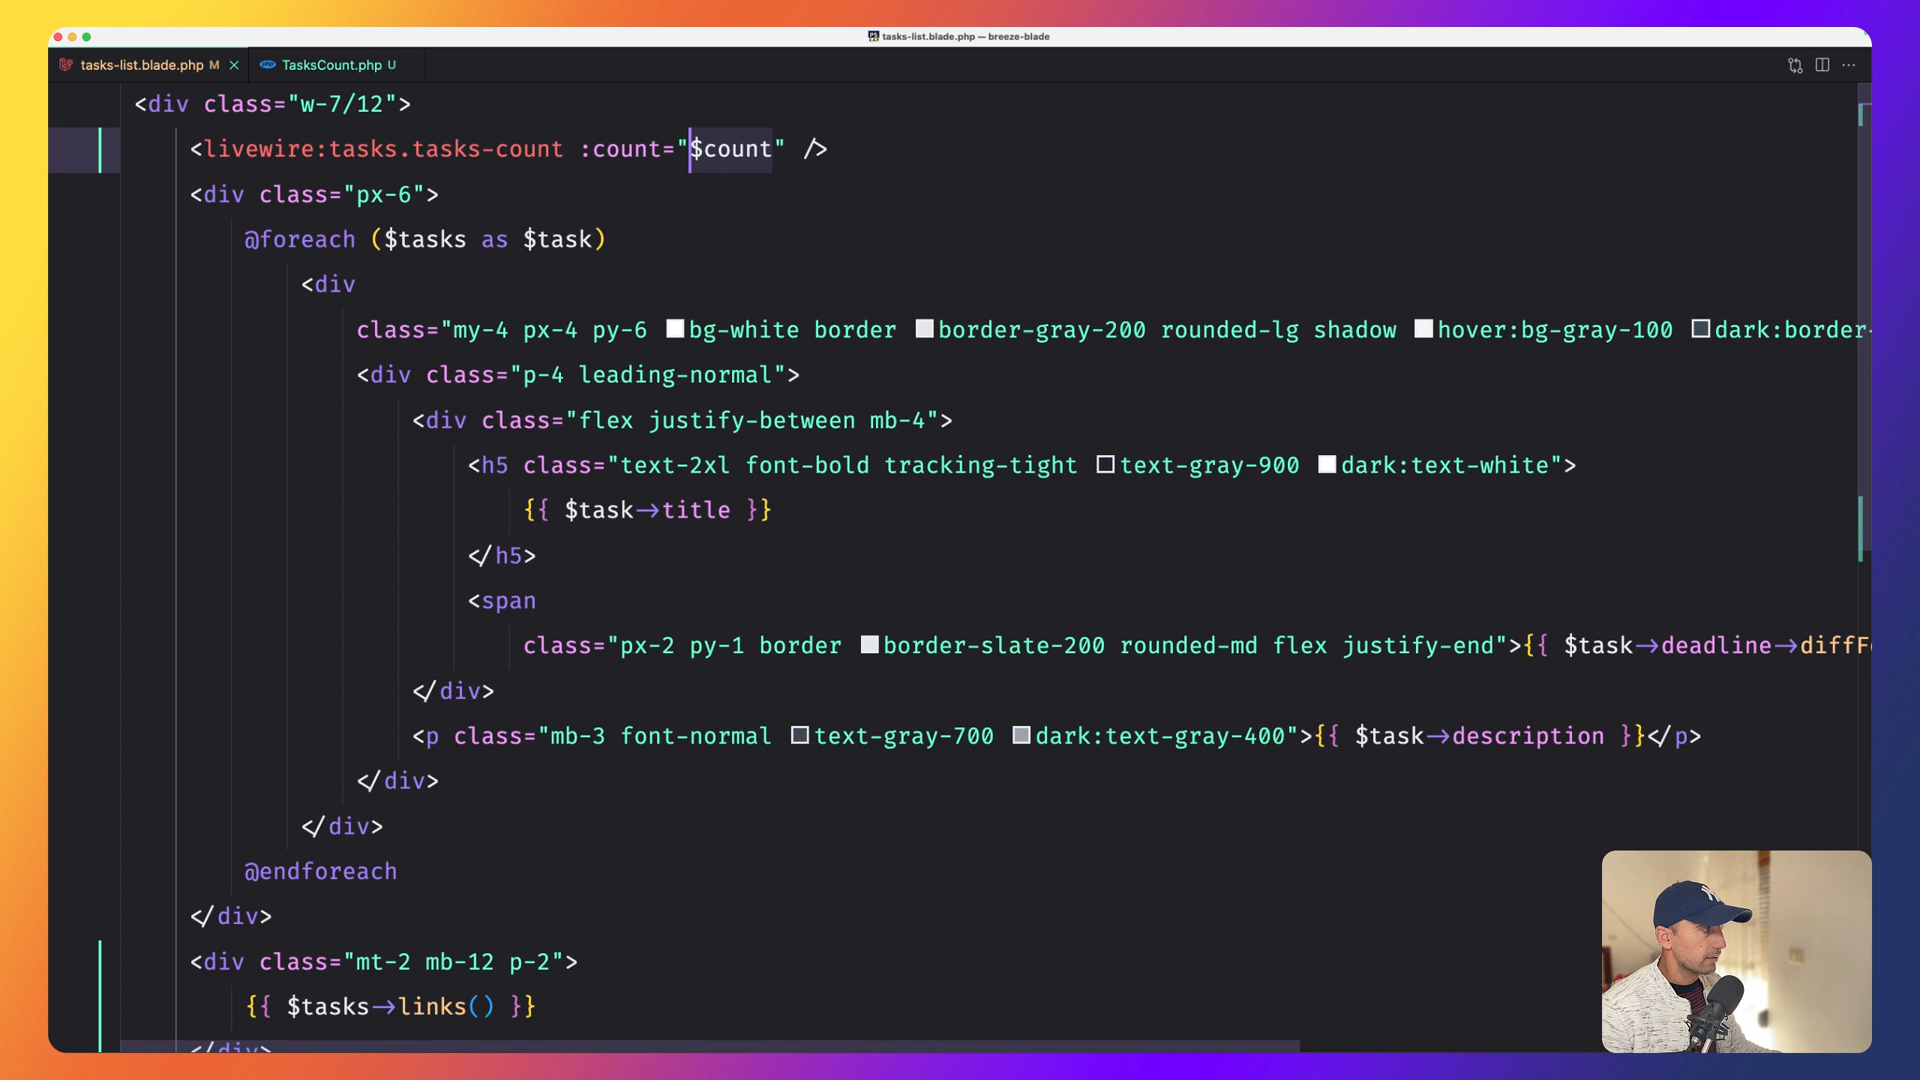 tasks-list.blade.php — breeze-blade
tasks-list.blade.php M
TasksCount.php U
<div class="w-7/12">
<livewire:tasks.tasks-count :count="$count" />
<div class="px-6">
@foreach ($tasks as $task)
<div
class="my-4 px-4 py-6 bg-white border border-gray-200 rounded-lg shadow hover:bg-gray-100 dark:border-
<div class="p-4 leading-normal">
<div class="flex justify-between mb-4">
<h5 class="text-2xl font-bold tracking-tight text-gray-900 dark:text-white">
{{ $task->title }}
</h5>
<span
class="px-2 py-1 border border-slate-200 rounded-md flex justify-end">{{ $task->deadline->diffF
</div>
<p class="mb-3 font-normal text-gray-700 dark:text-gray-400">{{ $task->description }}</p>
</div>
</div>
@endforeach
</div>
<div class="mt-2 mb-12 p-2">
{{ $tasks->links() }}
</div>